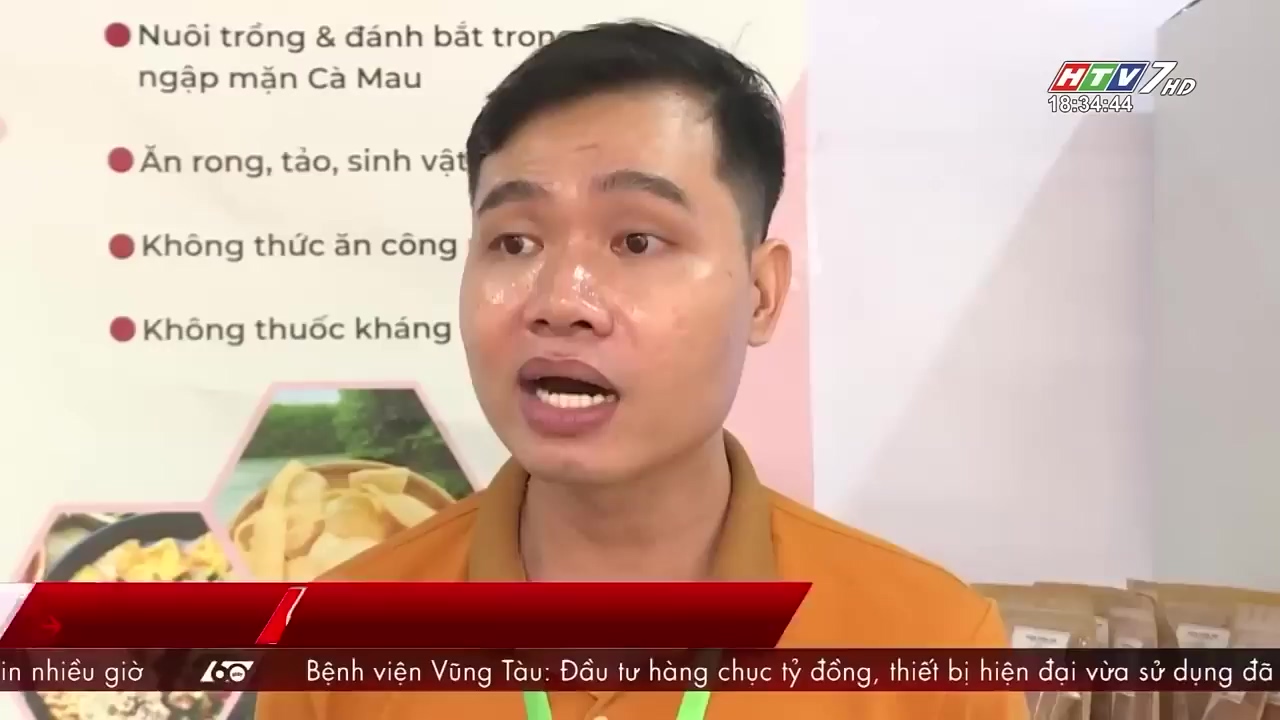 Nuôi trồng & đánh bắt tron
ngập mặn Cà Mau
Ăn rong, tảo, sinh vật
Không thức ăn công
Không thuốc kháng
HTV7 HD
18:34:44
in nhiều giờ
60
Bệnh viện Vũng Tàu: Đầu tư hàng chục tỷ đồng, thiết bị hiện đại vừa sử dụng đã